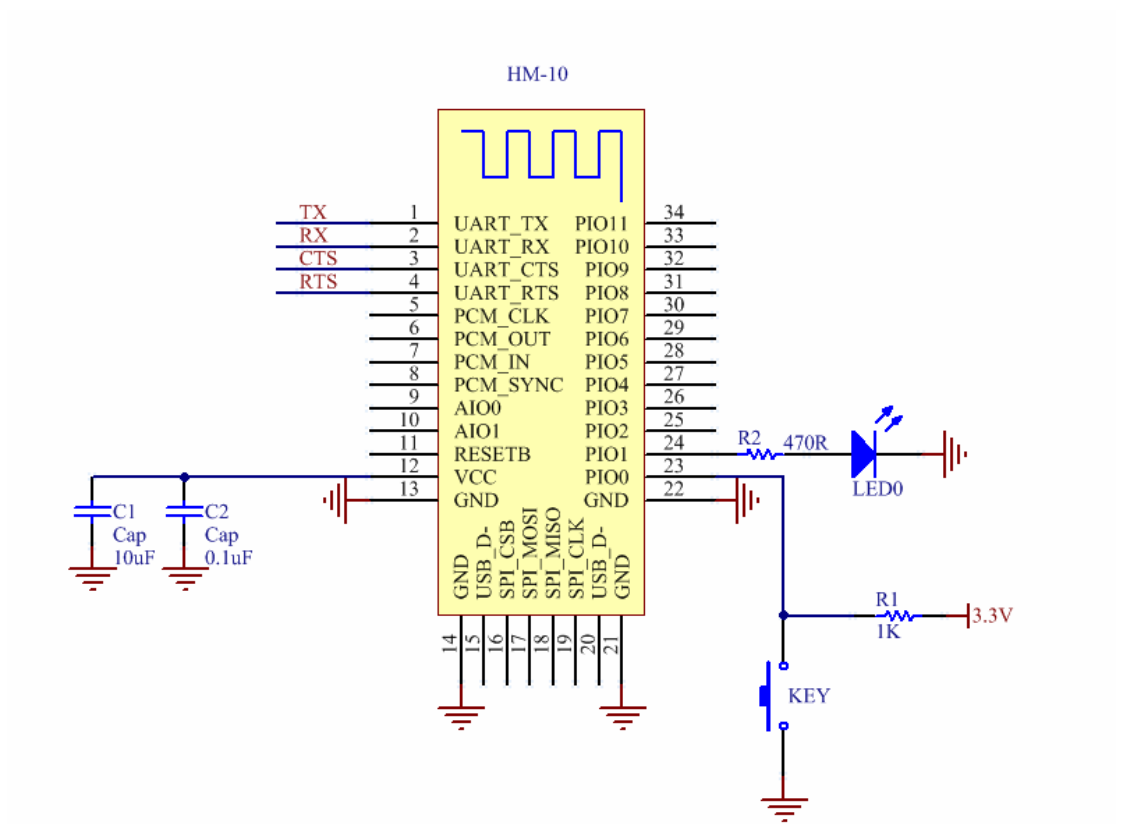 HM-10
TX 1 UART_TX PIO11 34
RX 2 UART_RX PIO10 33
CTS 3 UART_CTS PIO9 32
RTS 4 UART_RTS PIO8 31
5 PCM_CLK PIO7 30
6 PCM_OUT PIO6 29
7 PCM_IN PIO5 28
8 PCM_SYNC PIO4 27
9 AIO0 PIO3 26
10 AIO1 PIO2 25
11 RESETB PIO1 24 R2 470R
12 VCC PIO0 23 LED0
13 GND GND 22
C1
Cap
10uF
C2
Cap
0.1uF
GND
USB_D-
SPI_CSB
SPI_MOSI
SPI_MISO
SPI_CLK
USB_D-
GND
14
15
16
17
18
19
20
21
R1
1K
3.3V
KEY